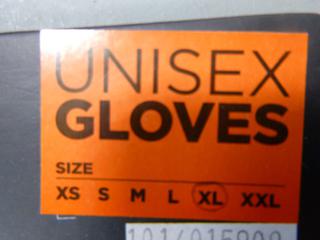 UNISEX
GLOVES
SIZE
XS S M L XL XXL